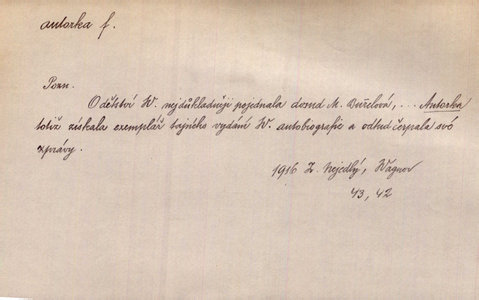 autorka f.
Pozn.
O dětství W. nejdůkladněji pojednala dosud M. Buřelová, ... Autorka
totiž získala exemplář tajného vydání W. autobiografie a odtud čerpala své
zprávy.
1916 Z. Nejedlý, Wagner
43, 42